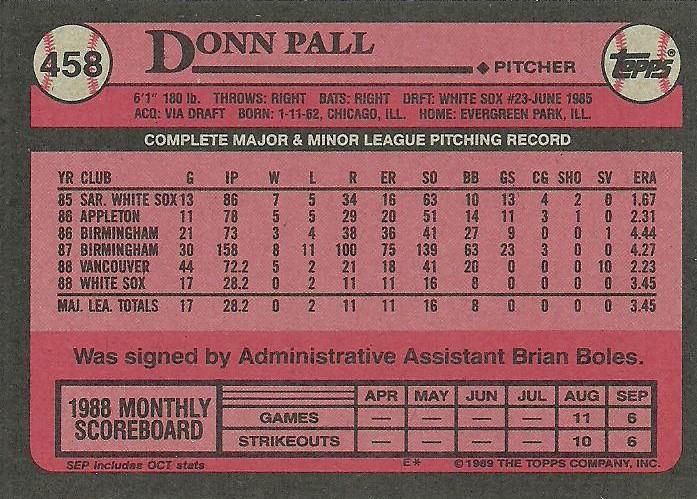 458
DONN PALL
PITCHER
TOPPS®
6'1" 180 lb. THROWS: RIGHT BATS: RIGHT DRFT: WHITE SOX #23-JUNE 1985
ACQ: VIA DRAFT BORN: 1-11-62, CHICAGO, ILL. HOME: EVERGREEN PARK, ILL.
COMPLETE MAJOR & MINOR LEAGUE PITCHING RECORD
YR CLUB G IP W L R ER SO BB GS CG SHO SV ERA
85 SAR. WHITE SOX 13 86 7 5 34 16 63 10 13 4 2 0 1.67
86 APPLETON 11 78 5 5 29 20 51 14 11 3 1 0 2.31
86 BIRMINGHAM 21 73 3 4 38 36 41 27 9 0 0 1 4.44
87 BIRMINGHAM 30 158 8 11 100 75 139 63 23 3 0 0 4.27
88 VANCOUVER 44 72.2 5 2 21 18 41 20 0 0 0 10 2.23
88 WHITE SOX 17 28.2 0 2 11 11 16 8 0 0 0 0 3.45
MAJ. LEA. TOTALS 17 28.2 0 2 11 11 16 8 0 0 0 0 3.45
Was signed by Administrative Assistant Brian Boles.
1988 MONTHLY SCOREBOARD
APR MAY JUN JUL AUG SEP
GAMES — — — — 11 6
STRIKEOUTS — — — — 10 6
SEP includes OCT stats E* © 1989 THE TOPPS COMPANY, INC.